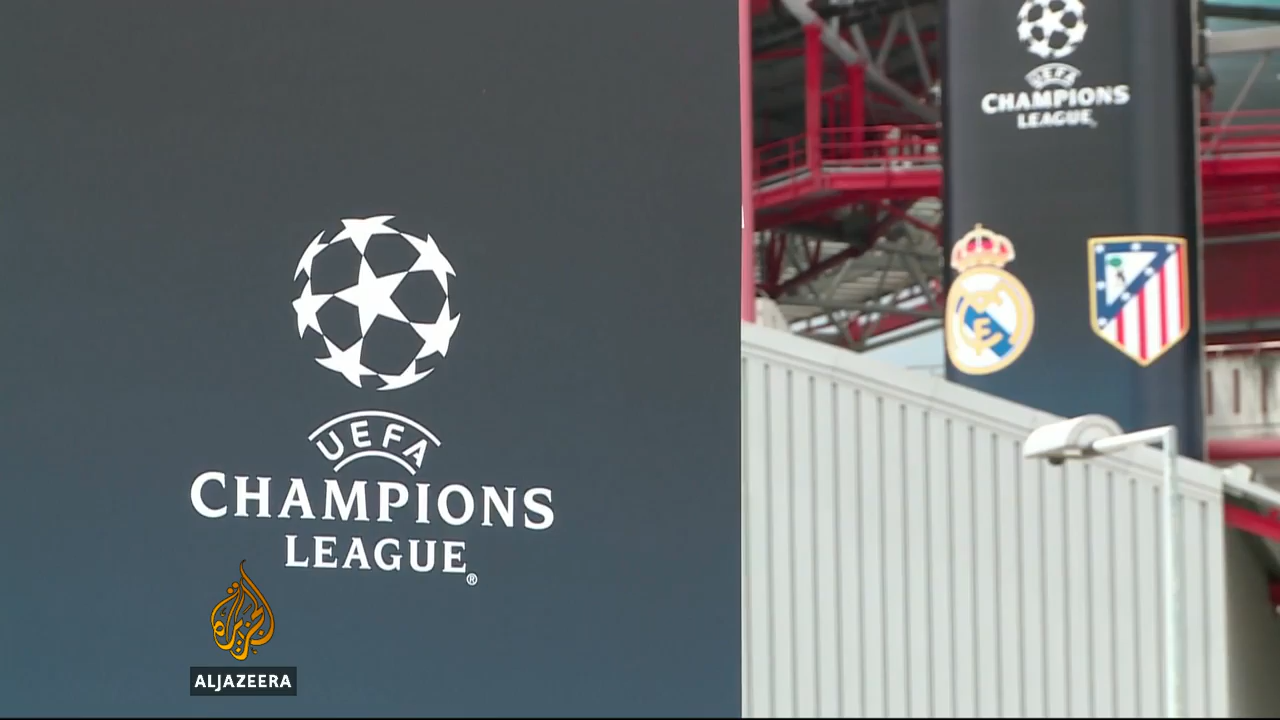 UEFA
CHAMPIONS
LEAGUE®
الجزيرة
ALJAZEERA
UEFA
CHAMPIONS
LEAGUE